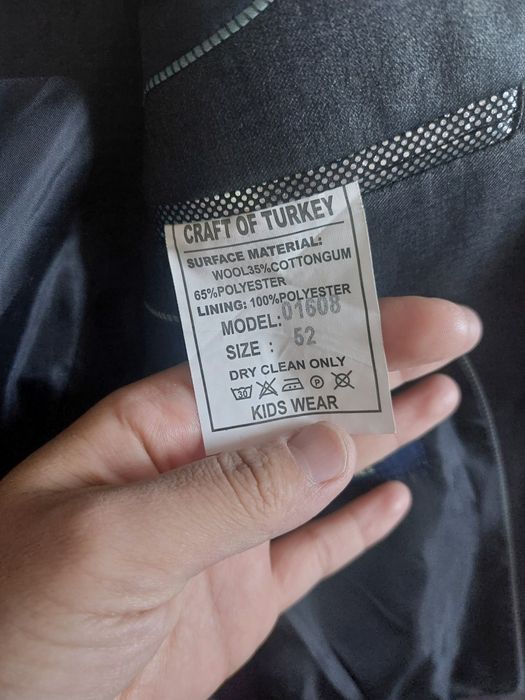 CRAFT OF TURKEY
SURFACE MATERIAL:
WOOL35%COTTONGUM
65%POLYESTER
LINING: 100%POLYESTER
MODEL: 01608
SIZE : 52
DRY CLEAN ONLY
30 P
KIDS WEAR